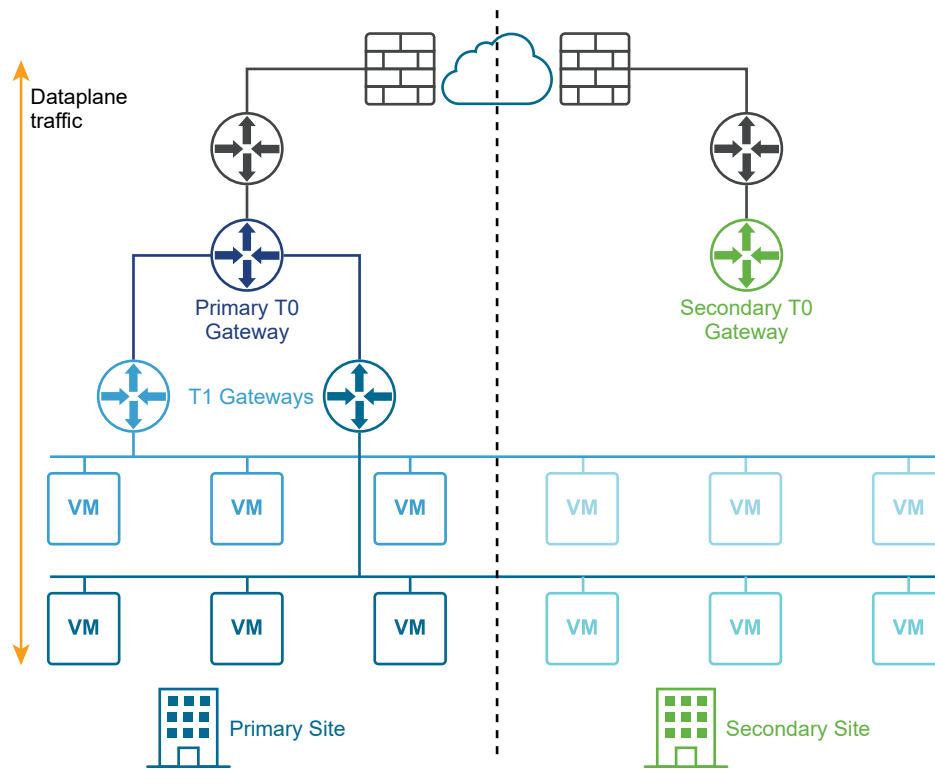 Dataplane
traffic
Primary T0
Gateway
Secondary T0
Gateway
T1 Gateways
VM VM VM VM VM VM
VM VM VM VM VM VM
Primary Site
Secondary Site